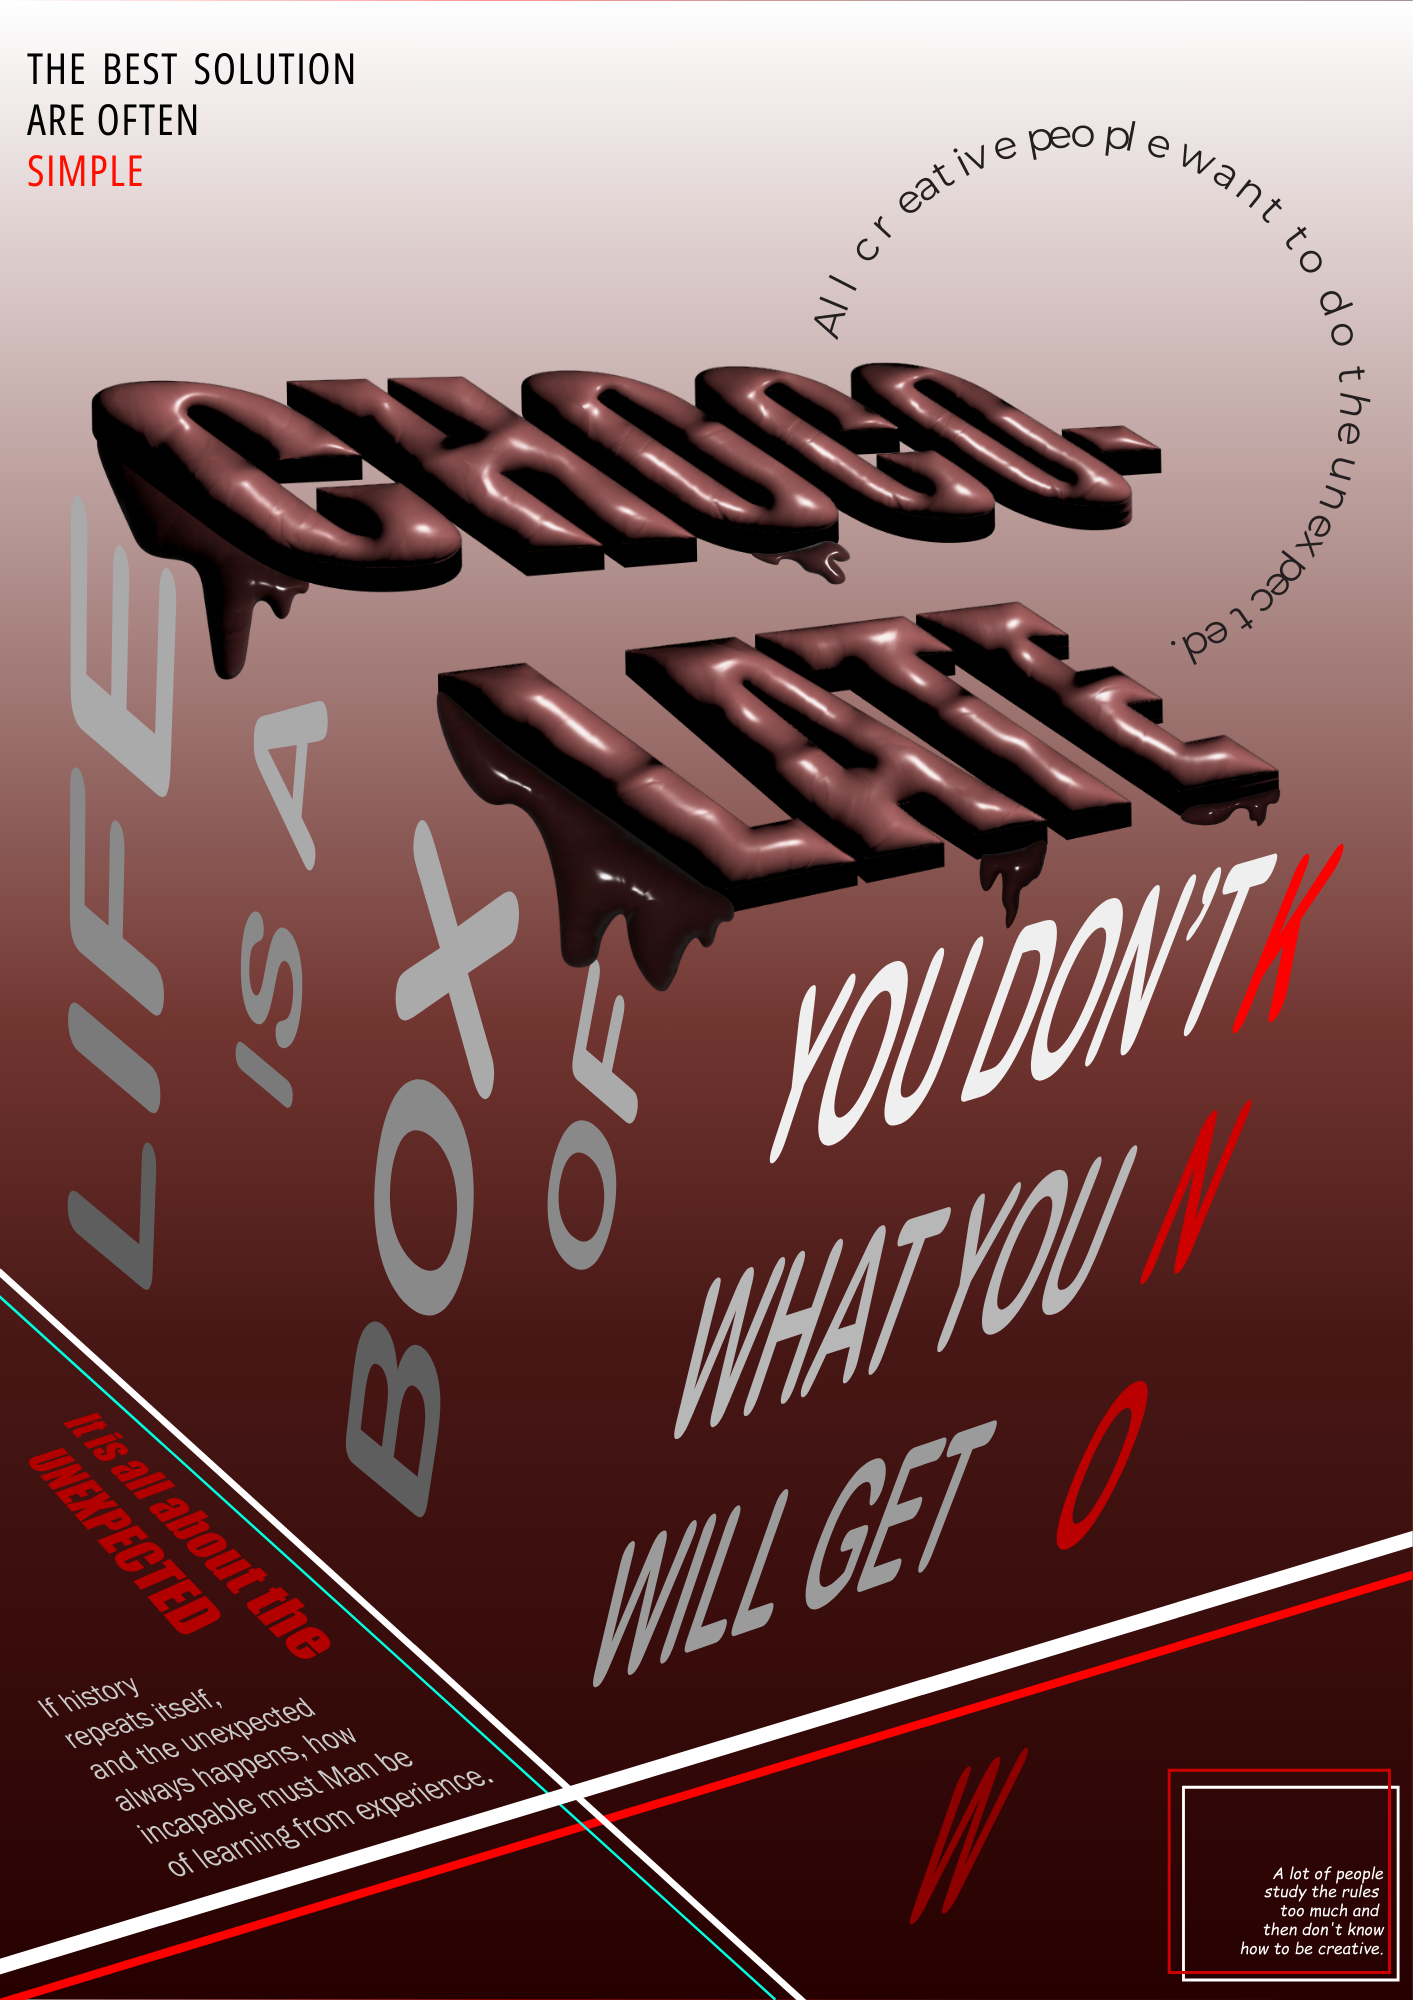 THE BEST SOLUTION
ARE OFTEN
SIMPLE
All creative people want to do the unexpected.
CHOCO-
LATE
LIFE
IS A
BOX
OF
YOU DON'T K
WHAT YOU N
WILL GET O
W
It is all about the
UNEXPECTED
If history
repeats itself,
and the unexpected
always happens, how
incapable must Man be
of learning from experience.
A lot of people
study the rules
too much and
then don't know
how to be creative.